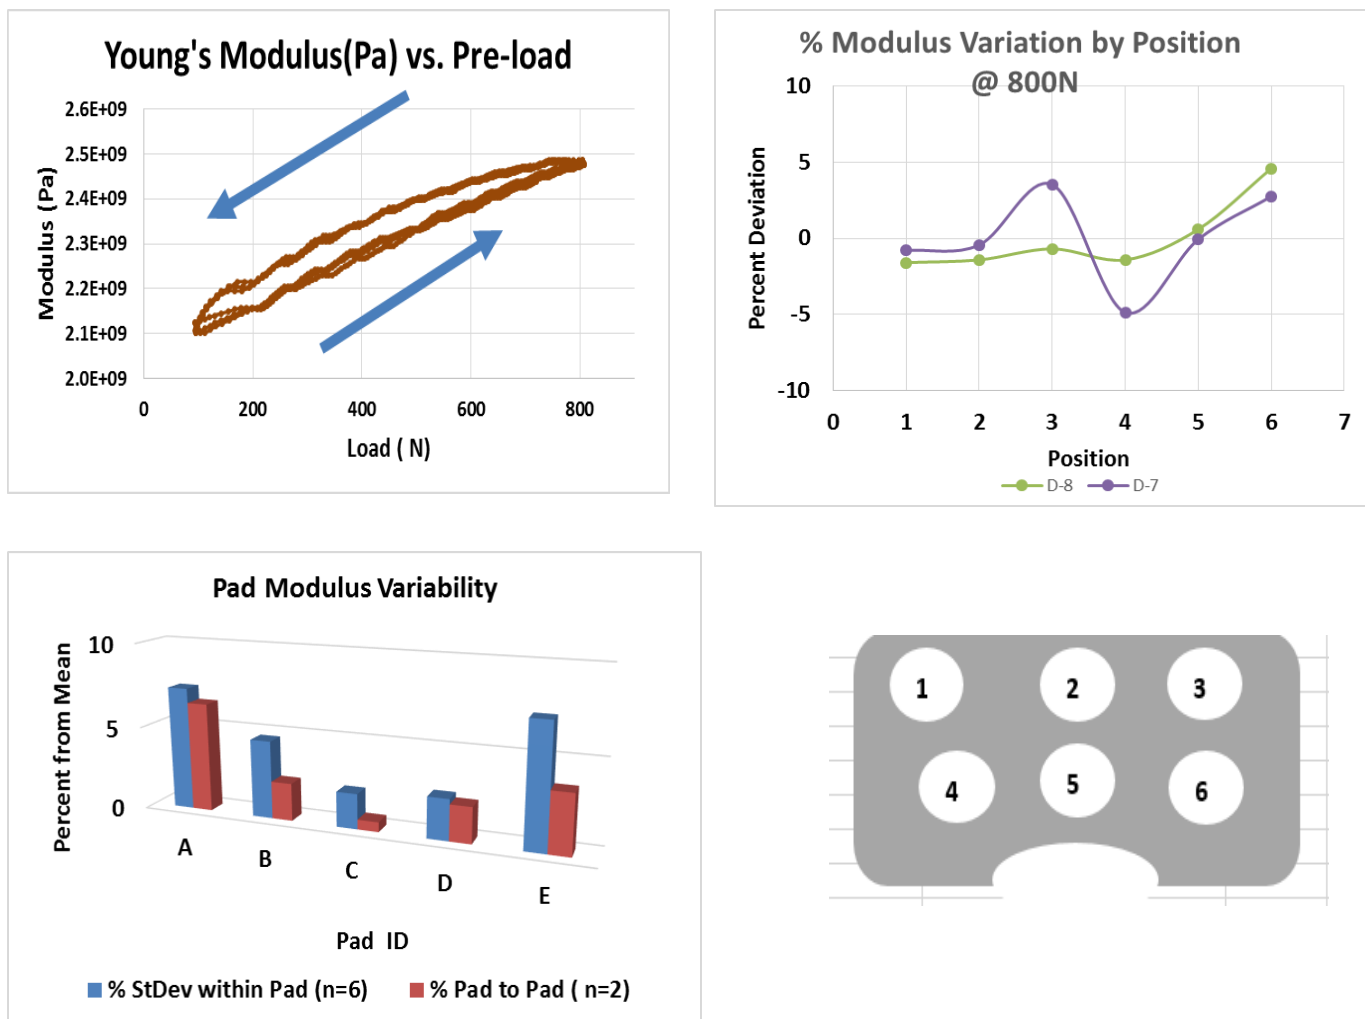 Young's Modulus(Pa) vs. Pre-load
2.6E+09
2.5E+09
2.4E+09
2.3E+09
2.2E+09
2.1E+09
2.0E+09
Modulus (Pa)
0 200 400 600 800
Load ( N)
% Modulus Variation by Position
@ 800N
10
5
0
-5
-10
Percent Deviation
0 1 2 3 4 5 6 7
Position
D-8 D-7
Pad Modulus Variability
10
5
0
Percent from Mean
A B C D E
Pad ID
% StDev within Pad (n=6) % Pad to Pad ( n=2)
1 2 3
4 5 6